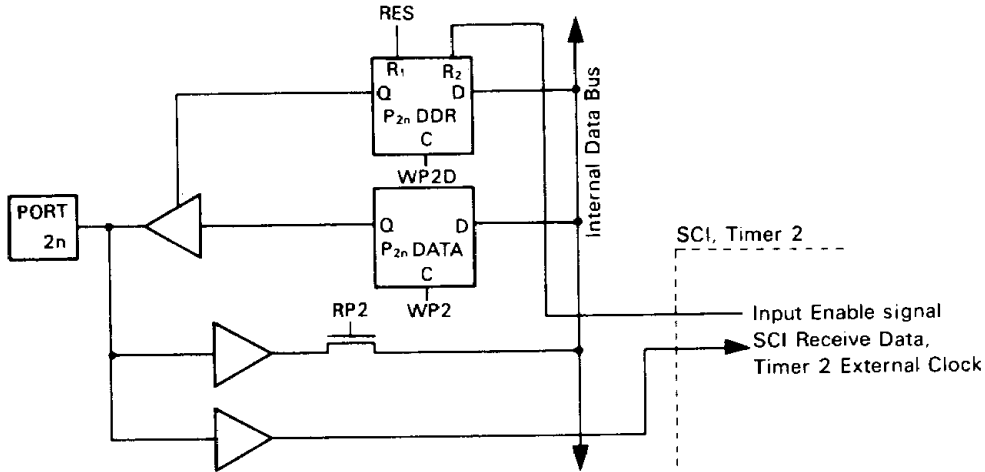 RES
R₁ R₂
Q D
P₂ₙ DDR
C
WP2D
Internal Data Bus
PORT
2n
Q D
P₂ₙ DATA
C
WP2
RP2
SCI, Timer 2
Input Enable signal
SCI Receive Data,
Timer 2 External Clock